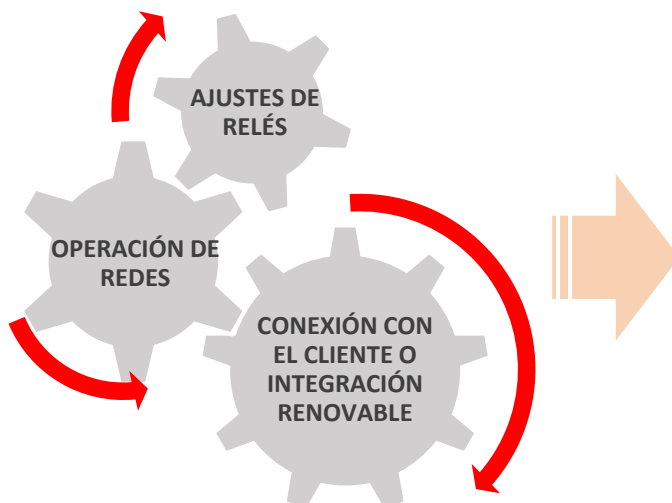 AJUSTES DE
RELÉS
OPERACIÓN DE
REDES
CONEXIÓN CON
EL CLIENTE O
INTEGRACIÓN
RENOVABLE